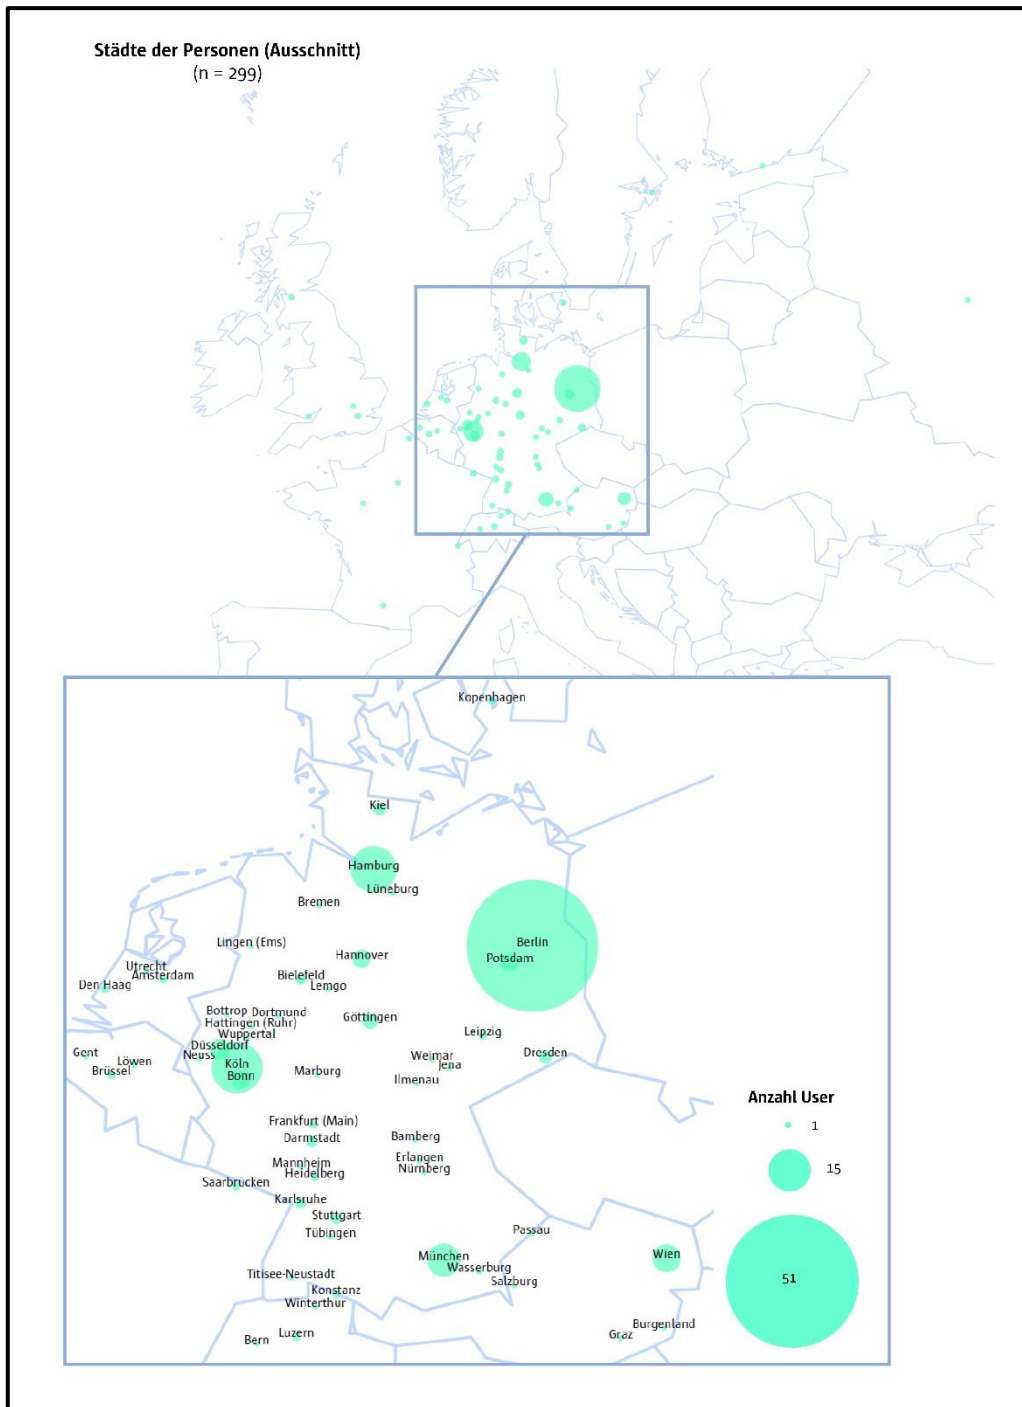 Städte der Personen (Ausschnitt)
(n = 299)
Kopenhagen
Kiel
Hamburg
Lüneburg
Bremen
Lingen (Ems)
Berlin
Hannover
Potsdam
Utrecht
Amsterdam
Bielefeld
Den Haag
Lemgo
Bottrop
Dortmund
Göttingen
Hattingen (Ruhr)
Wuppertal
Leipzig
Düsseldorf
Gent
Neuss
Weimar
Dresden
Löwen
Köln
Jena
Brüssel
Bonn
Marburg
Ilmenau
Anzahl User
Frankfurt (Main)
1
Darmstadt
Bamberg
Erlangen
Mannheim
Nürnberg
15
Heidelberg
Saarbrücken
Karlsruhe
Stuttgart
Passau
Tübingen
München
Wien
Wasserburg
Titisee-Neustadt
Salzburg
51
Konstanz
Winterthur
Burgenland
Luzern
Graz
Bern